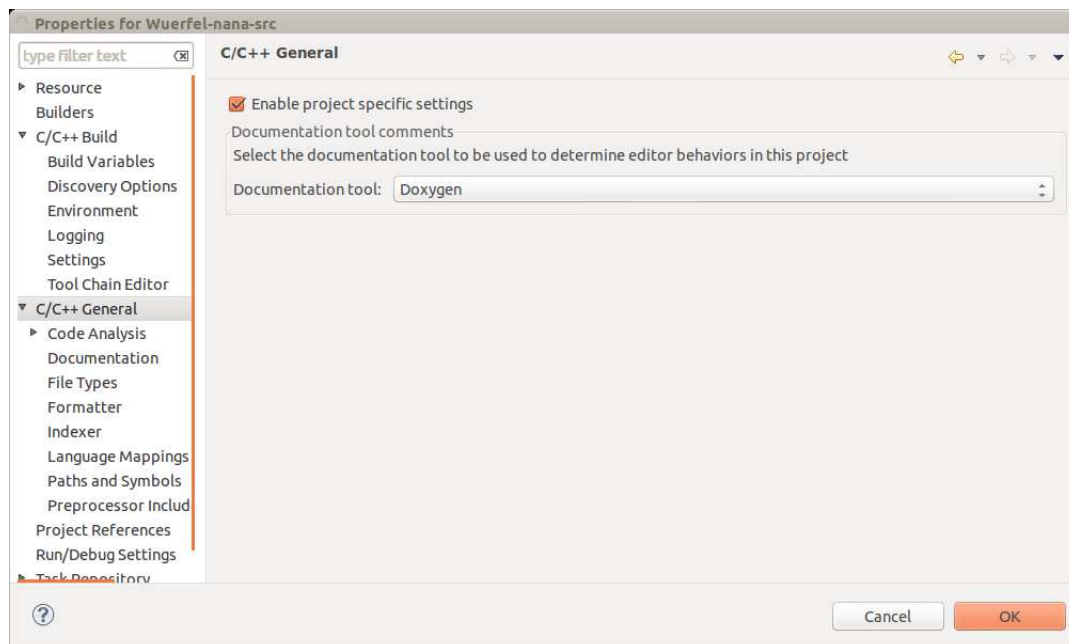 Properties for Wuerfel-nana-src
type filter text
C/C++ General
Resource
Builders
C/C++ Build
Build Variables
Discovery Options
Environment
Logging
Settings
Tool Chain Editor
C/C++ General
Code Analysis
Documentation
File Types
Formatter
Indexer
Language Mappings
Paths and Symbols
Preprocessor Includ
Project References
Run/Debug Settings
Task Repository
Enable project specific settings
Documentation tool comments
Select the documentation tool to be used to determine editor behaviors in this project
Documentation tool: Doxygen
?
Cancel
OK